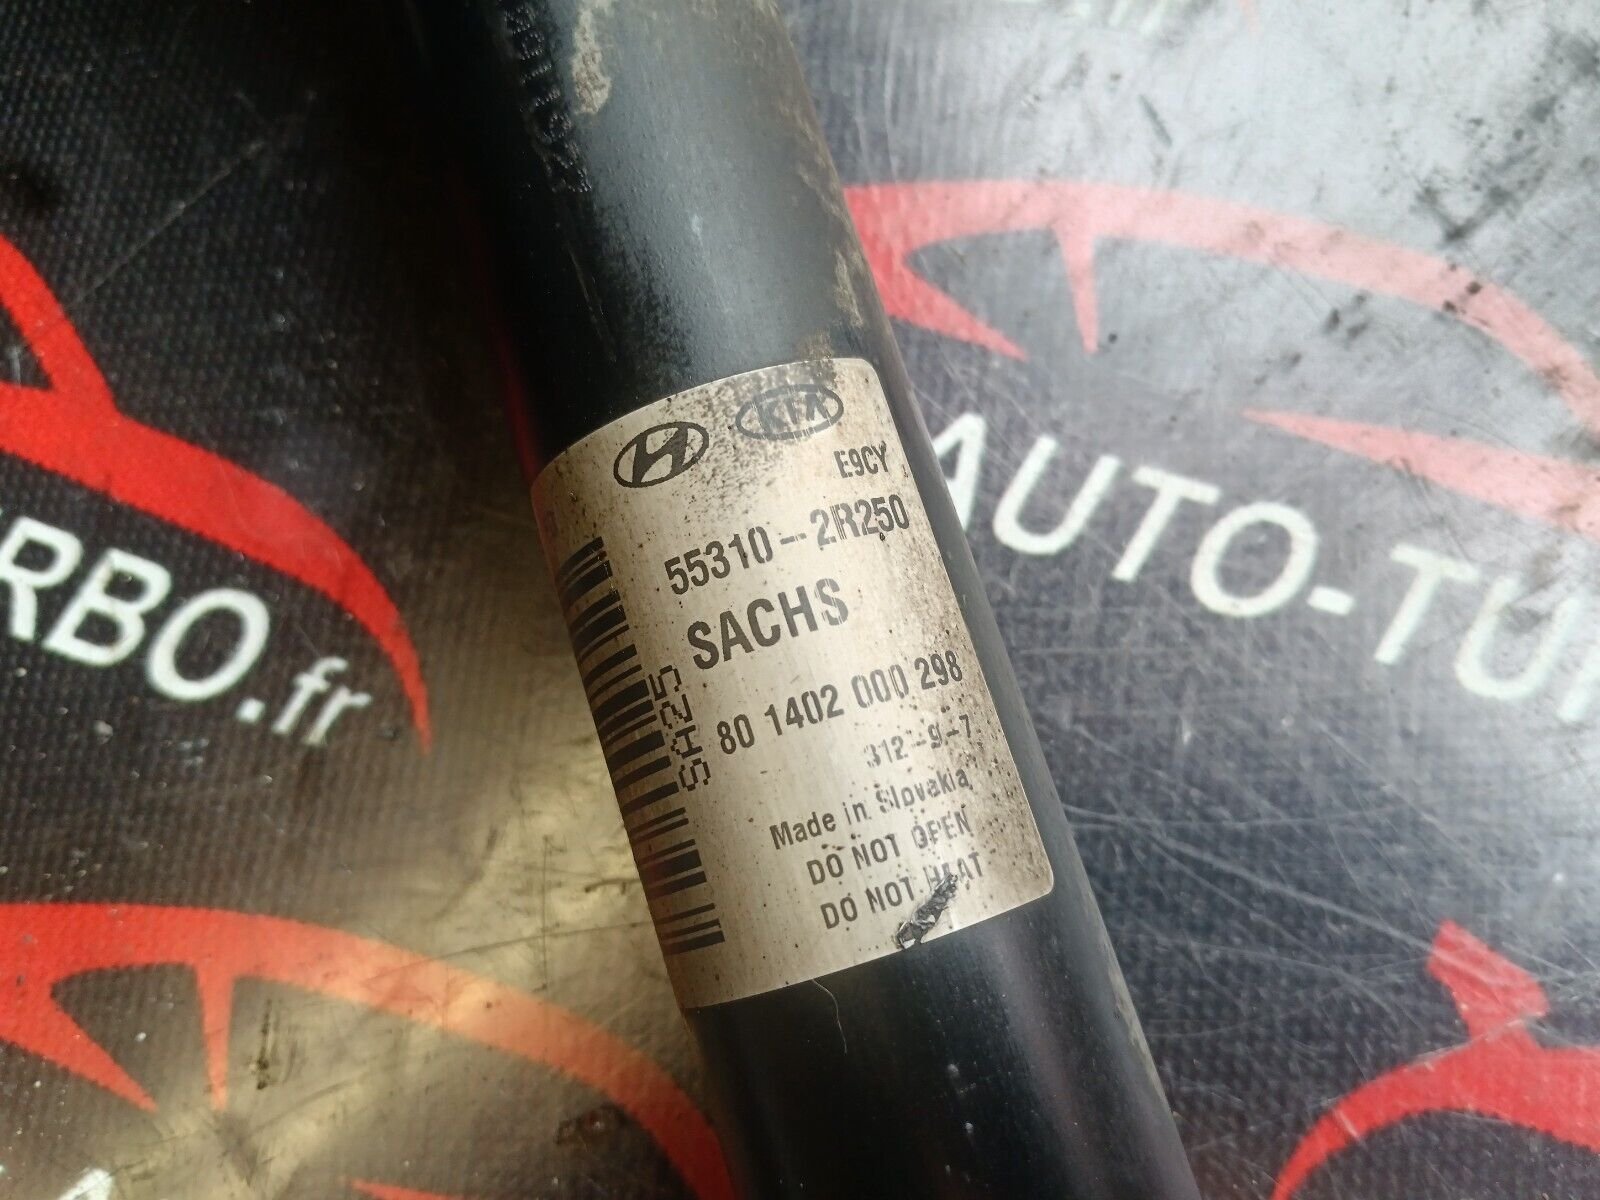 KIA
E9CY
55310-2R250
SACHS
SA25
80 1402 000 298
312-9-7
Made in Slovakia
DO NOT OPEN
DO NOT HEAT
AUTO-TU
RBO.fr